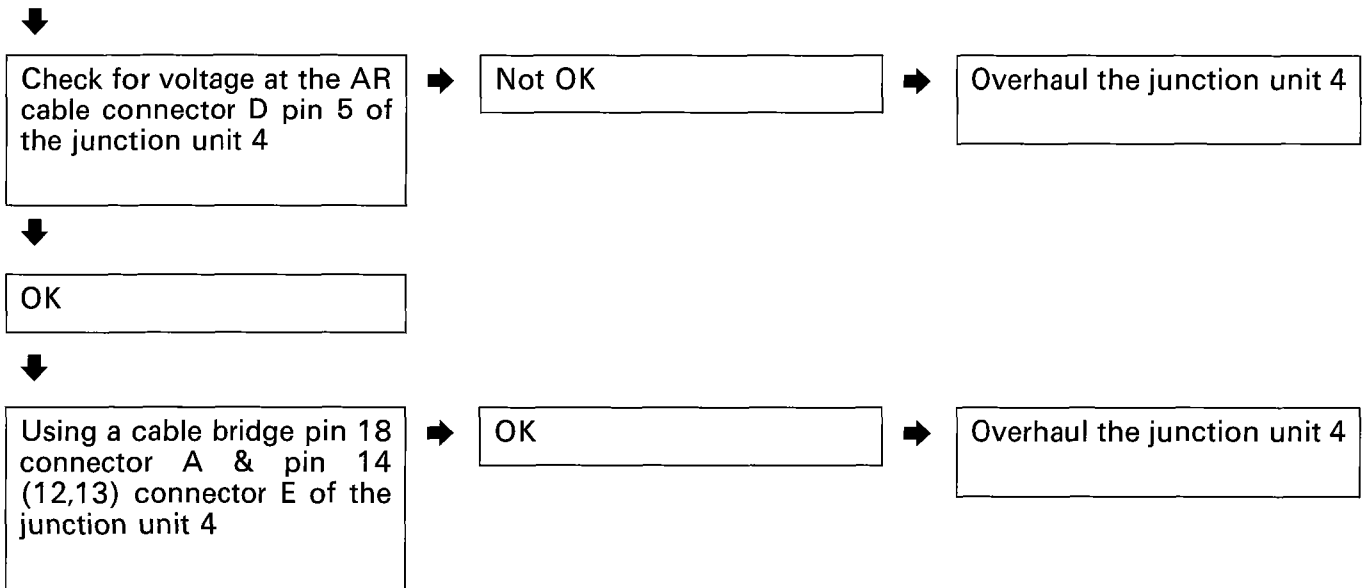 Check for voltage at the AR
cable connector D pin 5 of
the junction unit 4
Not OK
Overhaul the junction unit 4
OK
Using a cable bridge pin 18
connector A & pin 14
(12,13) connector E of the
junction unit 4
OK
Overhaul the junction unit 4